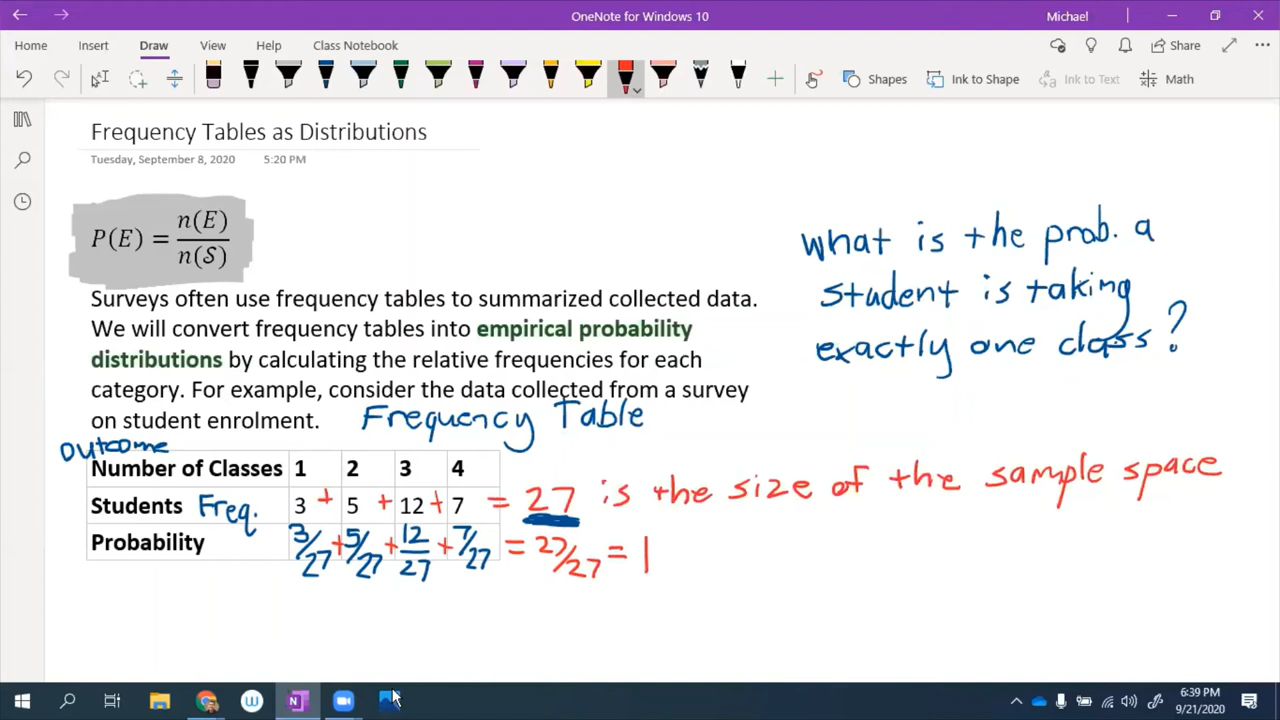 OneNote for Windows 10
Michael
Home Insert Draw View Help Class Notebook
Share
Shapes Ink to Shape Ink to Text Math
Frequency Tables as Distributions
Tuesday, September 8, 2020 5:20 PM
P(E) = n(E)/n(S)
what is the prob. a
student is taking
exactly one class?
Surveys often use frequency tables to summarized collected data.
We will convert frequency tables into empirical probability
distributions by calculating the relative frequencies for each
category. For example, consider the data collected from a survey
on student enrolment.
Frequency Table
outcome
Number of Classes 1 2 3 4
Students Freq. 3 + 5 + 12 + 7 = 27 is the size of the sample space
Probability 3/27 + 5/27 + 12/27 + 7/27 = 27/27 = 1
6:39 PM
9/21/2020